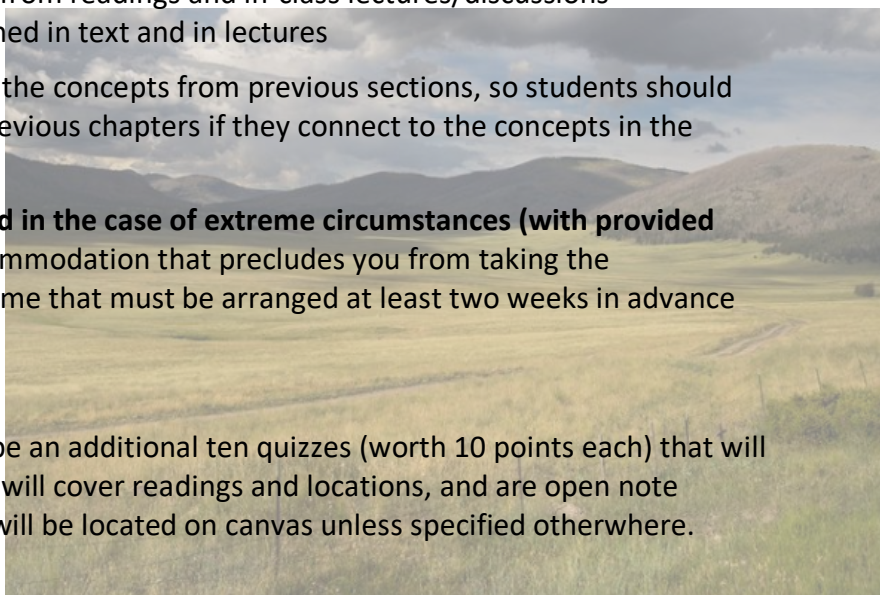 from readings and in-class lectures/discussions
ned in text and in lectures
the concepts from previous sections, so students should
evious chapters if they connect to the concepts in the
d in the case of extreme circumstances (with provided
ommodation that precludes you from taking the
me that must be arranged at least two weeks in advance
be an additional ten quizzes (worth 10 points each) that will
will cover readings and locations, and are open note
will be located on canvas unless specified otherwhere.